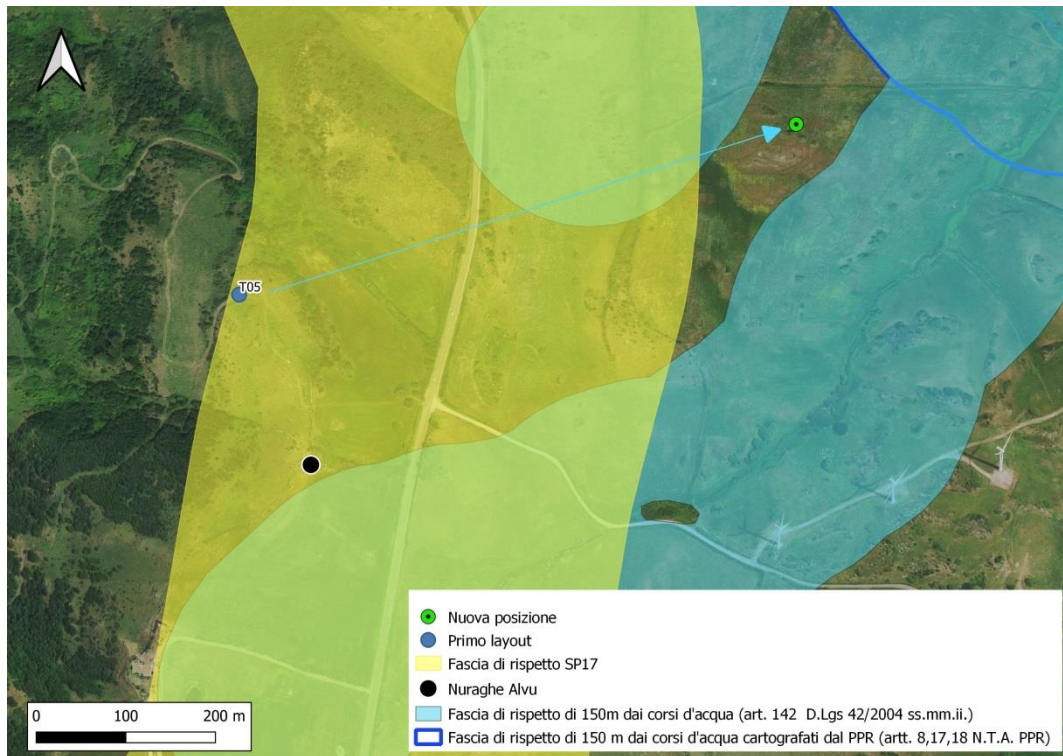 T05
Nuova posizione
Primo layout
Fascia di rispetto SP17
Nuraghe Alvu
Fascia di rispetto di 150m dai corsi d'acqua (art. 142  D.Lgs 42/2004 ss.mm.ii.)
Fascia di rispetto di 150 m dai corsi d'acqua cartografati dal PPR (artt. 8,17,18 N.T.A. PPR)
0 100 200 m